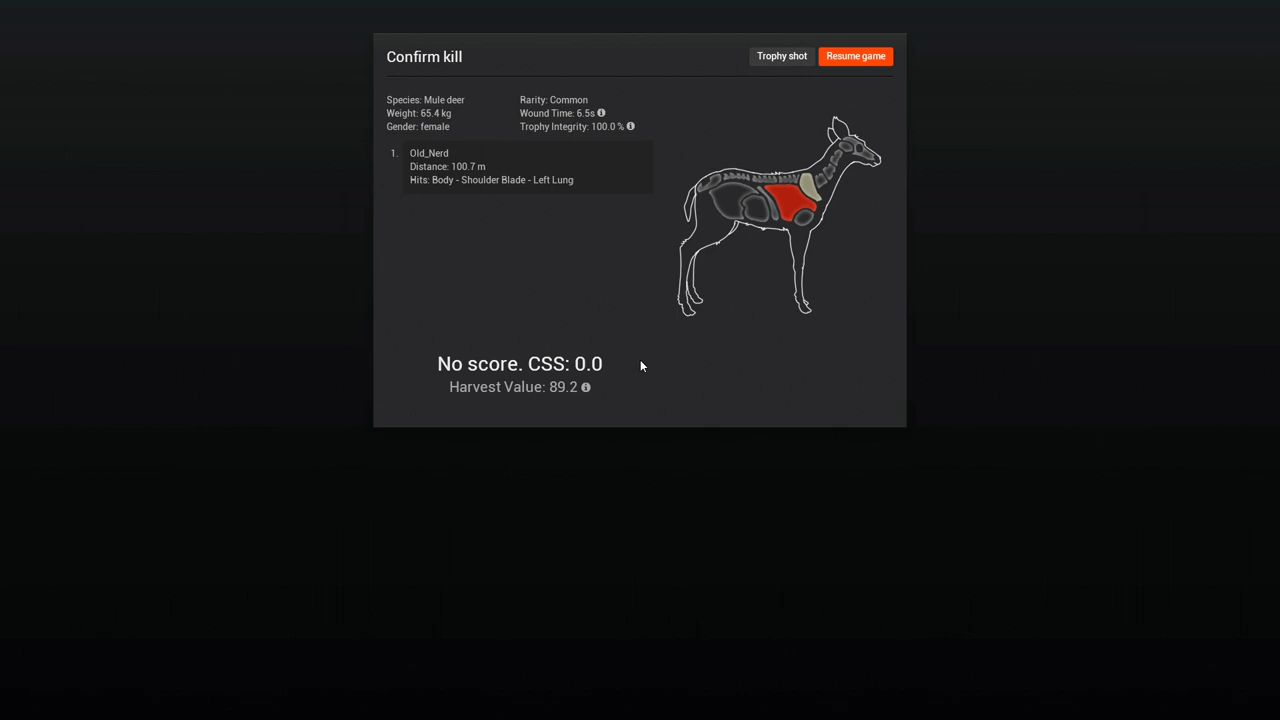 Confirm kill
Trophy shot
Resume game
Species: Mule deer
Weight: 65.4 kg
Gender: female
Rarity: Common
Wound Time: 6.5s
Trophy Integrity: 100.0 %
1. Old_Nerd
Distance: 100.7 m
Hits: Body - Shoulder Blade - Left Lung
No score. CSS: 0.0
Harvest Value: 89.2